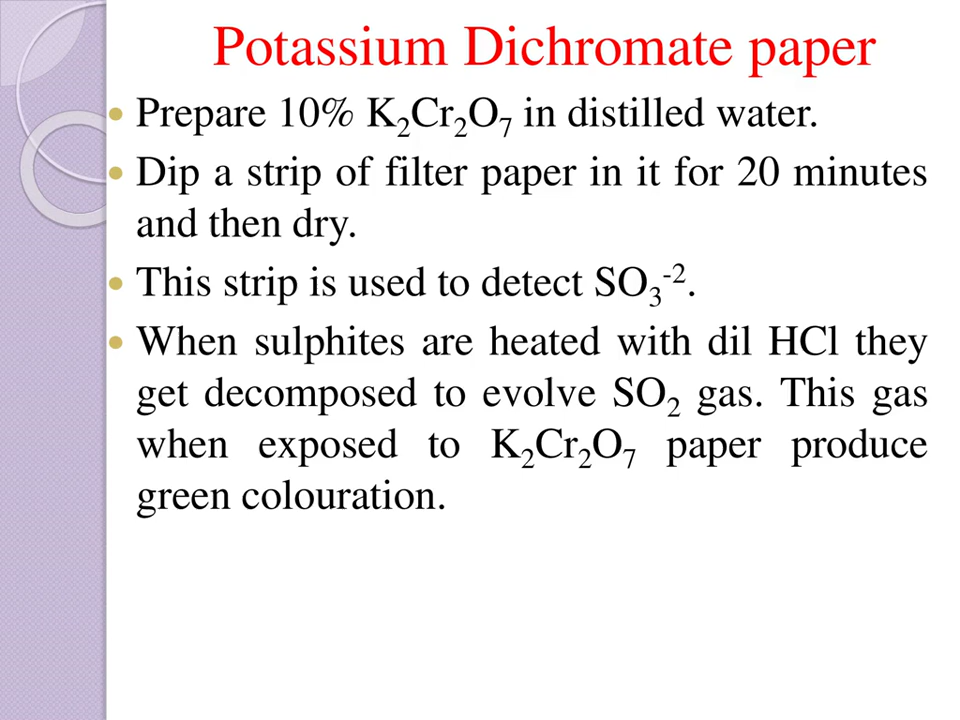 Potassium Dichromate paper
• Prepare 10% K₂Cr₂O₇ in distilled water.
• Dip a strip of filter paper in it for 20 minutes
and then dry.
• This strip is used to detect SO₃⁻².
• When sulphites are heated with dil HCl they
get decomposed to evolve SO₂ gas. This gas
when exposed to K₂Cr₂O₇ paper produce
green colouration.